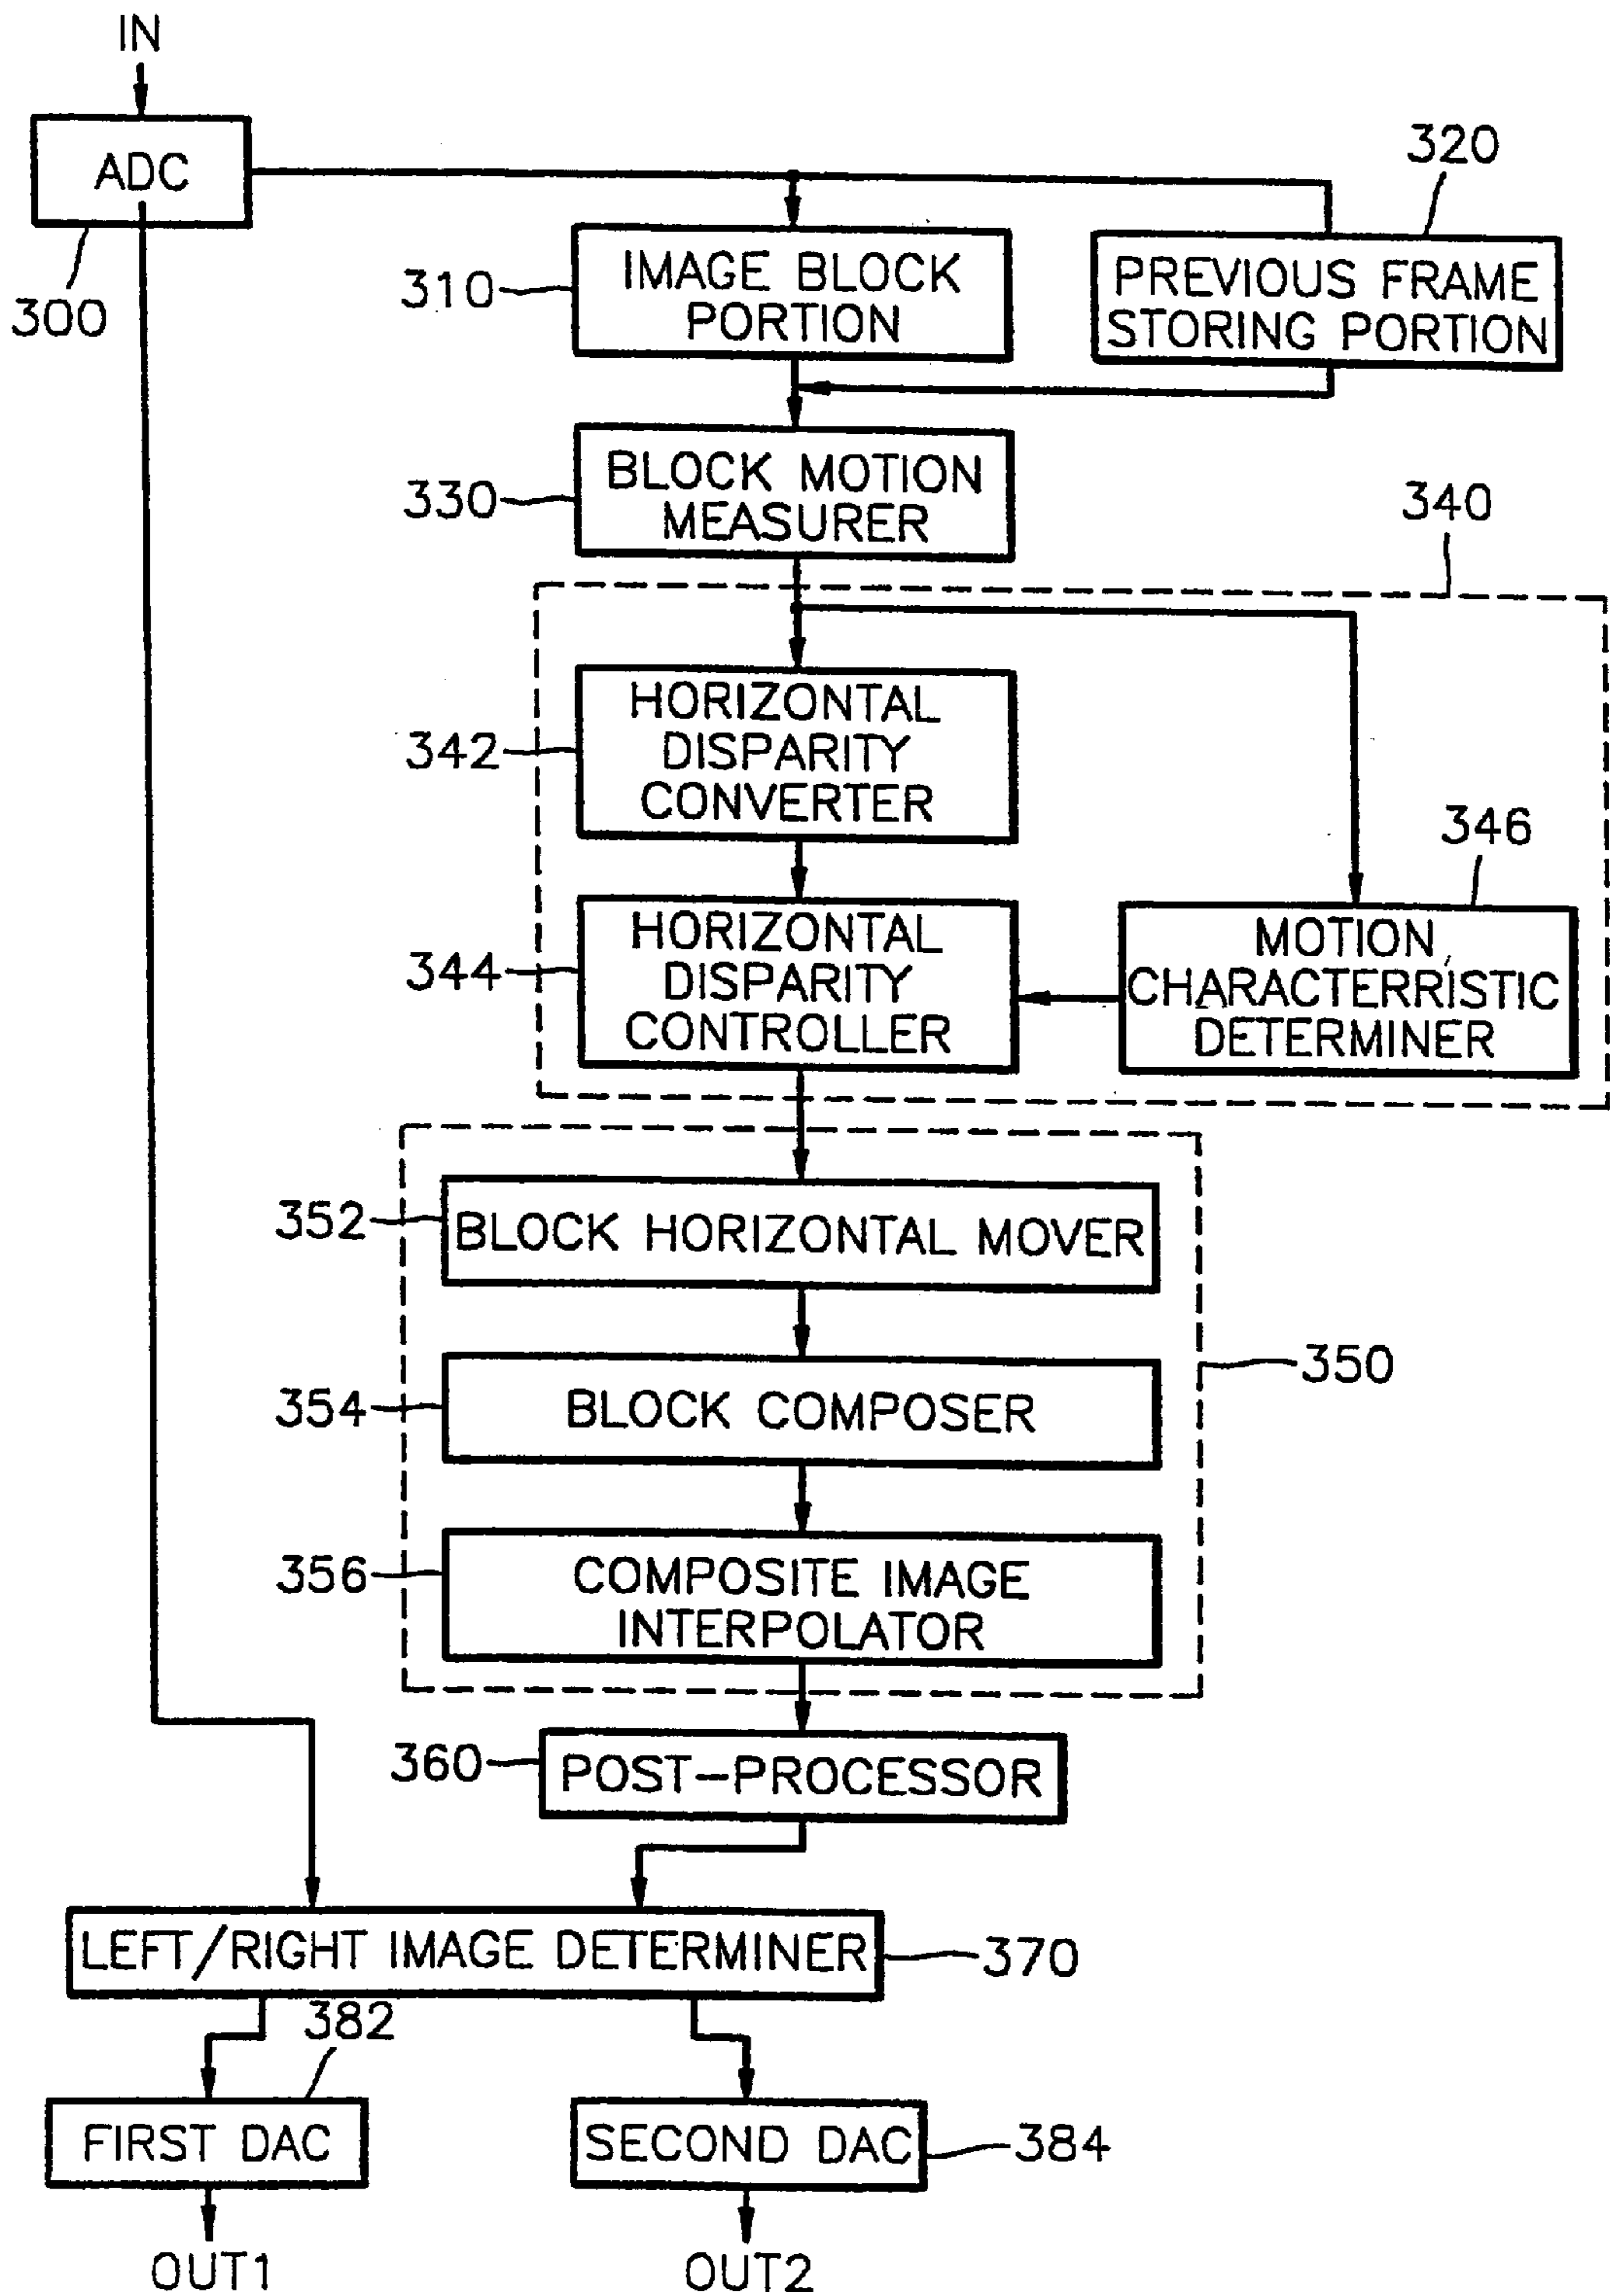 IN
ADC
300
320
310
IMAGE BLOCK
PORTION
PREVIOUS FRAME
STORING PORTION
330
BLOCK MOTION
MEASURER
340
342
HORIZONTAL
DISPARITY
CONVERTER
346
344
HORIZONTAL
DISPARITY
CONTROLLER
MOTION
CHARACTERRISTIC
DETERMINER
352
BLOCK HORIZONTAL MOVER
350
354
BLOCK COMPOSER
356
COMPOSITE IMAGE
INTERPOLATOR
360
POST-PROCESSOR
LEFT/RIGHT IMAGE DETERMINER
370
382
FIRST DAC
SECOND DAC
384
OUT1
OUT2